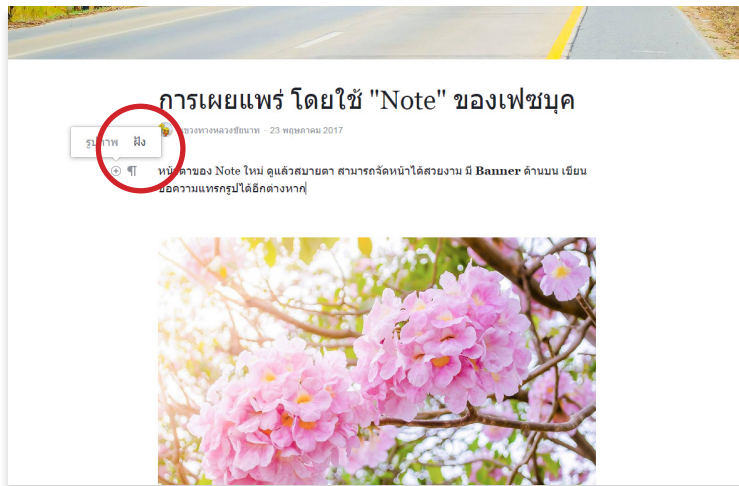 การเผยแพร่ โดยใช้ "Note" ของเฟซบุค
แขวงทางหลวงชัยนาท · 23 พฤษภาคม 2017
รูปภาพ ฝัง
หน้าตาของ Note ใหม่ ดูแล้วสบายตา สามารถจัดหน้าได้สวยงาม มี Banner ด้านบน เขียน
ข้อความแทรกรูปได้อีกต่างหาก